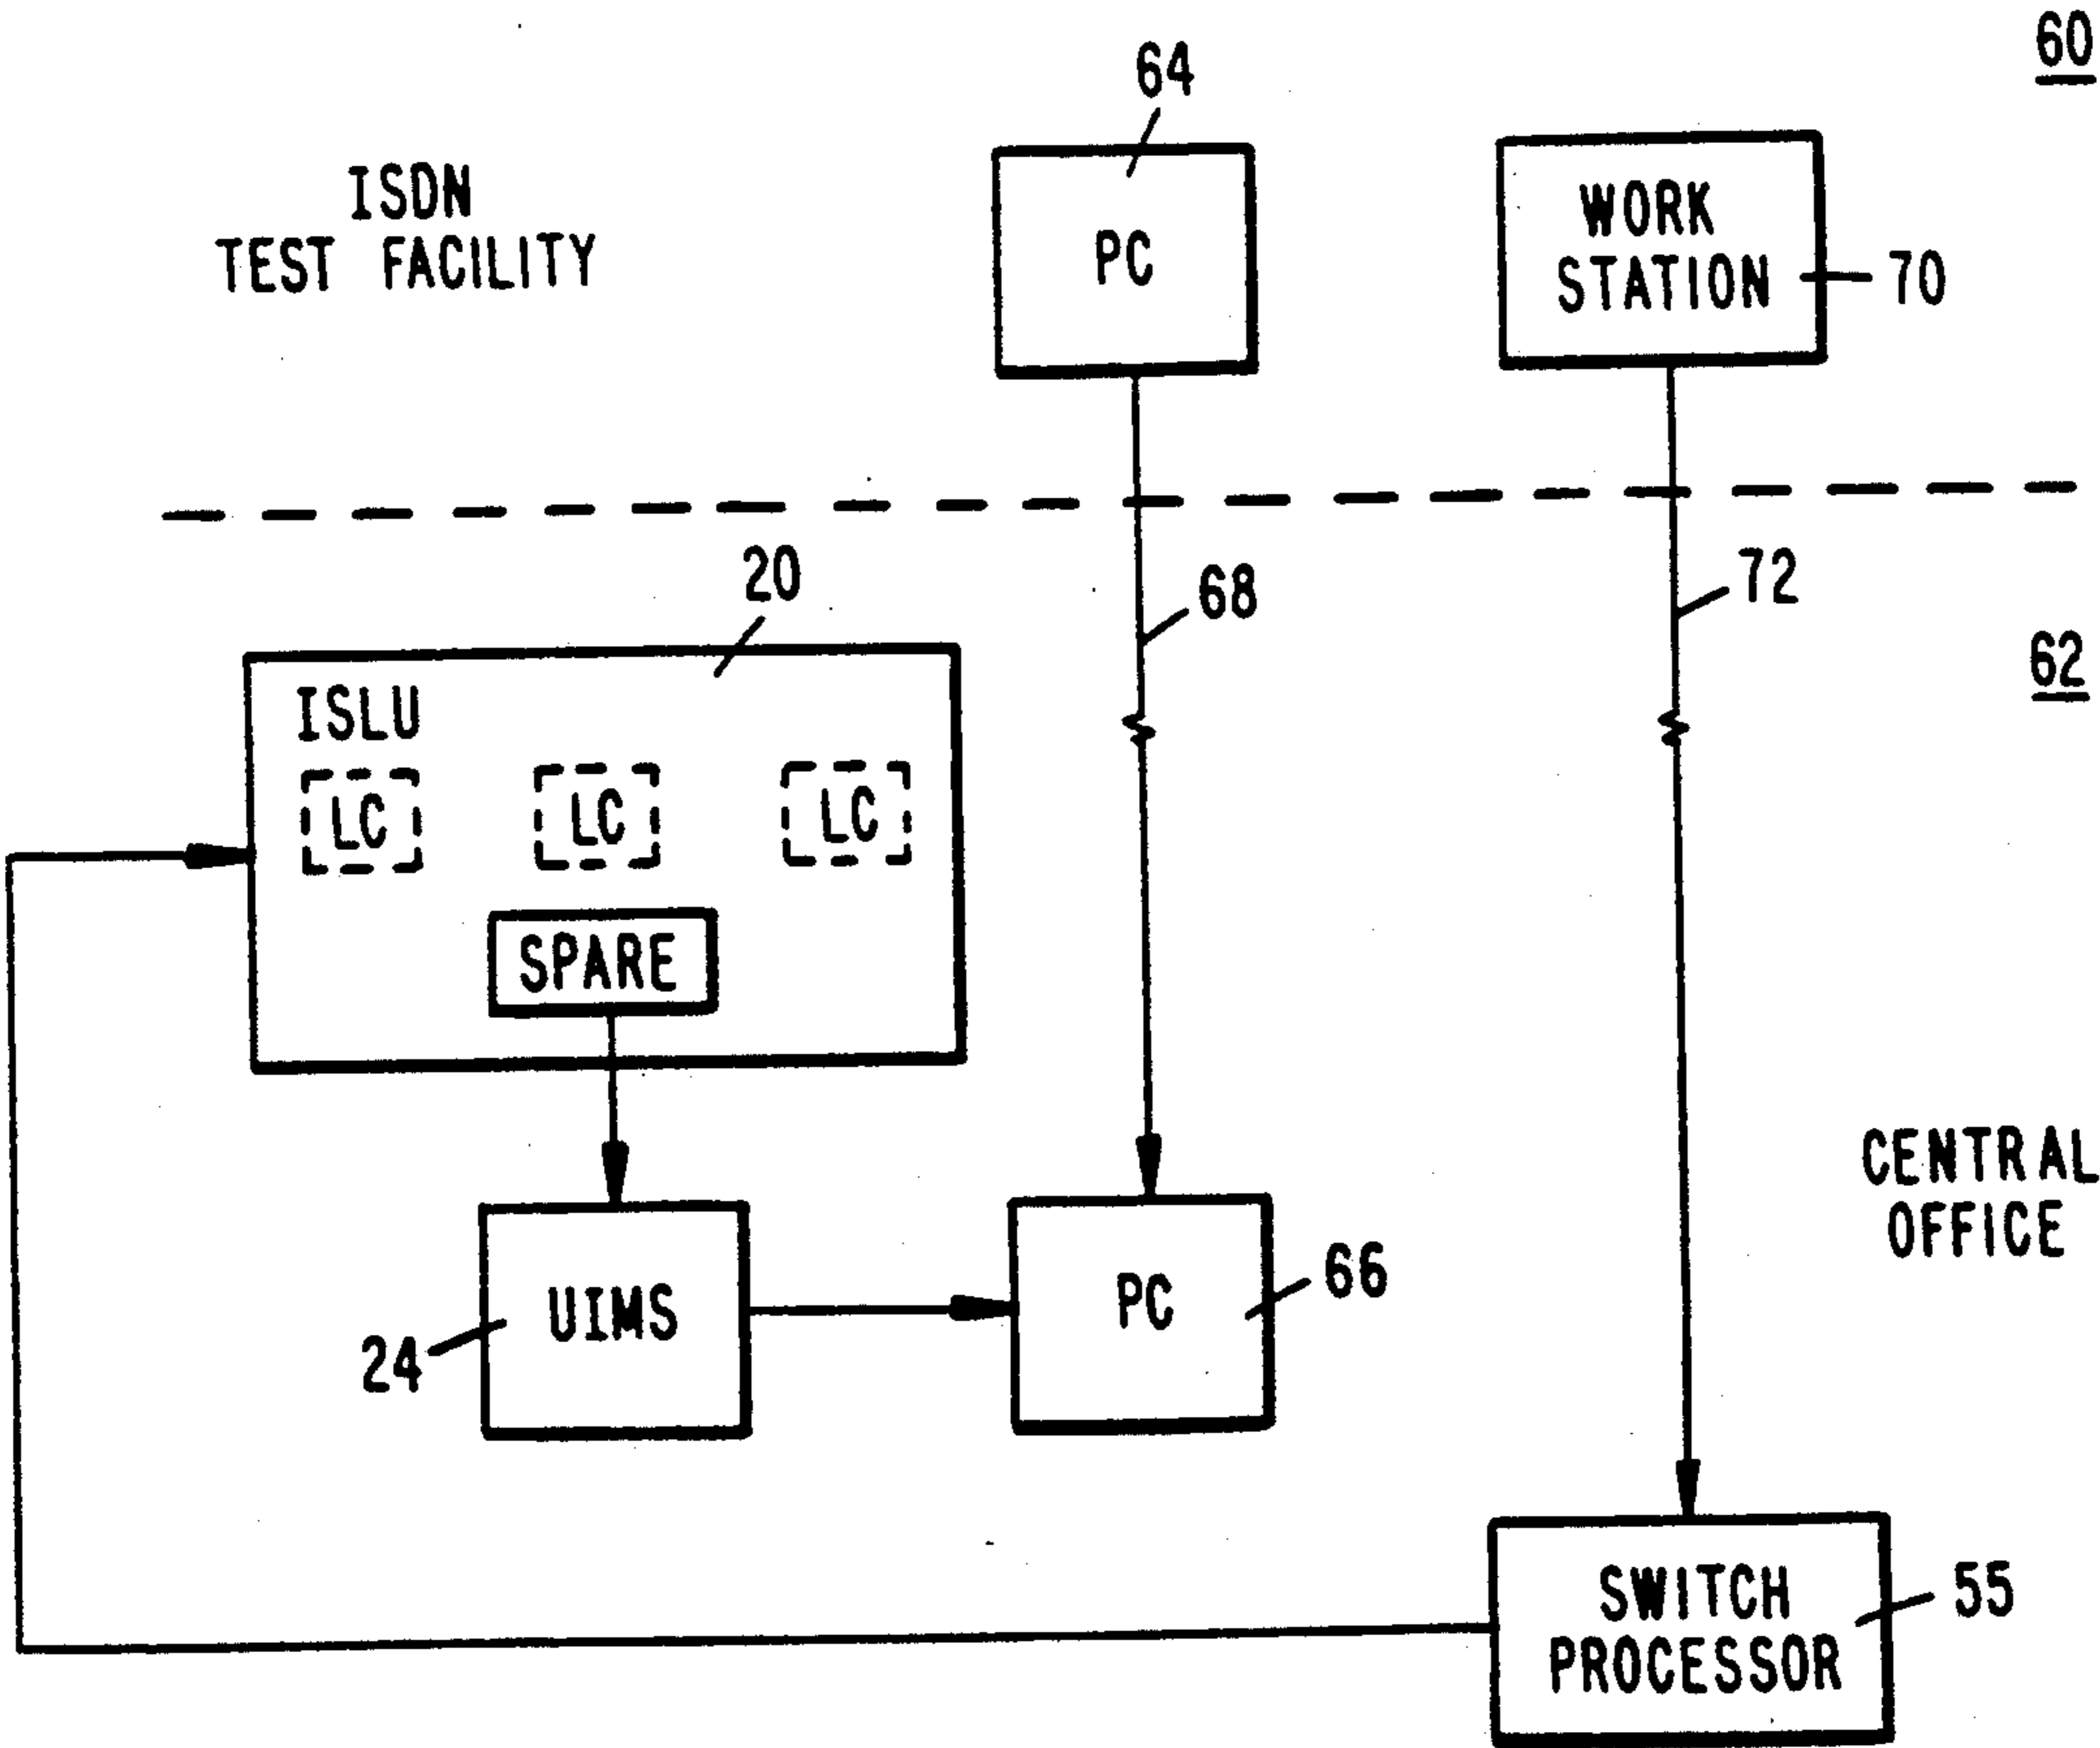 60
64
ISDN
TEST FACILITY
PC
WORK
STATION
70
20
68
72
62
ISLU
LC
LC
LC
SPARE
CENTRAL
OFFICE
UIMS
24
PC
66
SWITCH
PROCESSOR
55